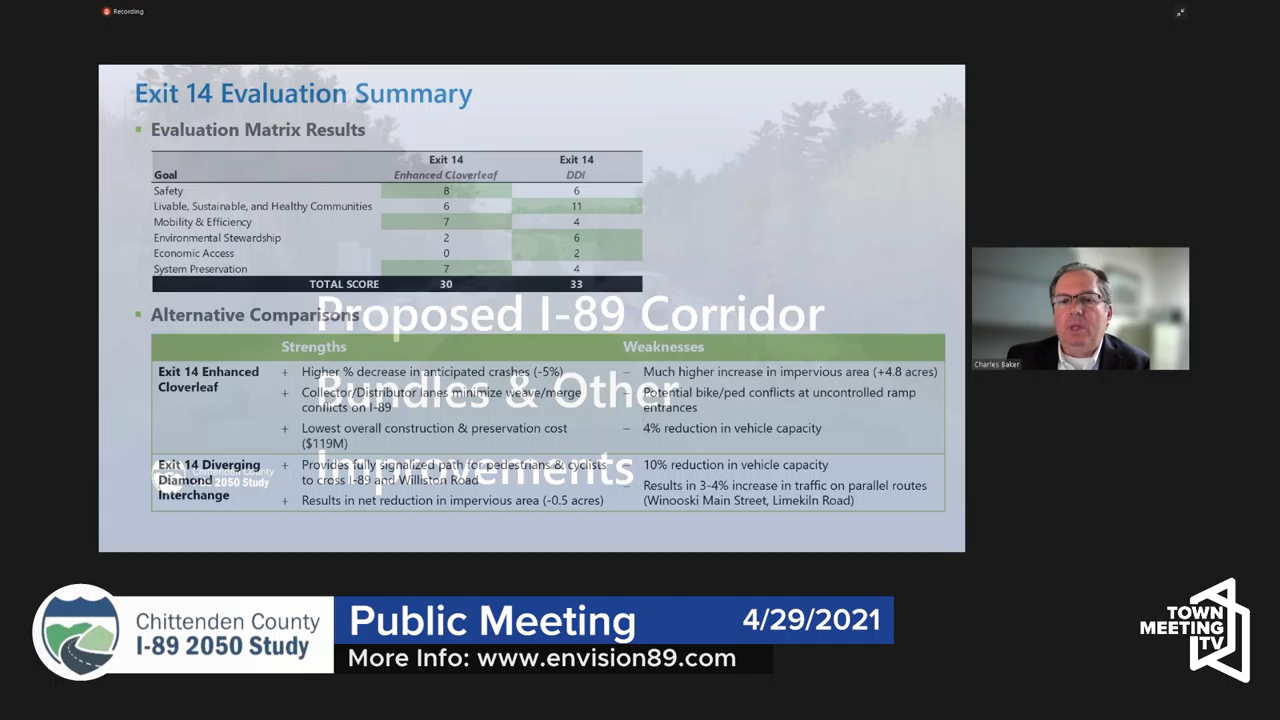 Recording
Exit 14 Evaluation Summary
Evaluation Matrix Results
Exit 14 Exit 14
Goal Enhanced Cloverleaf DDI
Safety 8 6
Livable, Sustainable, and Healthy Communities 6 11
Mobility & Efficiency 7 4
Environmental Stewardship 2 6
Economic Access 0 2
System Preservation 7 4
TOTAL SCORE 30 33
Alternative Comparisons
Proposed I-89 Corridor
Bundles & Other
Improvements
Strengths Weaknesses
Exit 14 Enhanced
Cloverleaf
+ Higher % decrease in anticipated crashes (-5%)
+ Collector/Distributor lanes minimize weave/merge
conflicts on I-89
+ Lowest overall construction & preservation cost
($119M)
– Much higher increase in impervious area (+4.8 acres)
– Potential bike/ped conflicts at uncontrolled ramp
entrances
– 4% reduction in vehicle capacity
Exit 14 Diverging
Diamond
Interchange
+ Provides fully signalized path for pedestrians & cyclists
to cross I-89 and Williston Road
+ Results in net reduction in impervious area (-0.5 acres)
– 10% reduction in vehicle capacity
– Results in 3-4% increase in traffic on parallel routes
(Winooski Main Street, Limekiln Road)
Chittenden County
I-89 2050 Study
Charles Baker
Chittenden County
I-89 2050 Study
Public Meeting 4/29/2021
More Info: www.envision89.com
TOWN
MEETING
TV